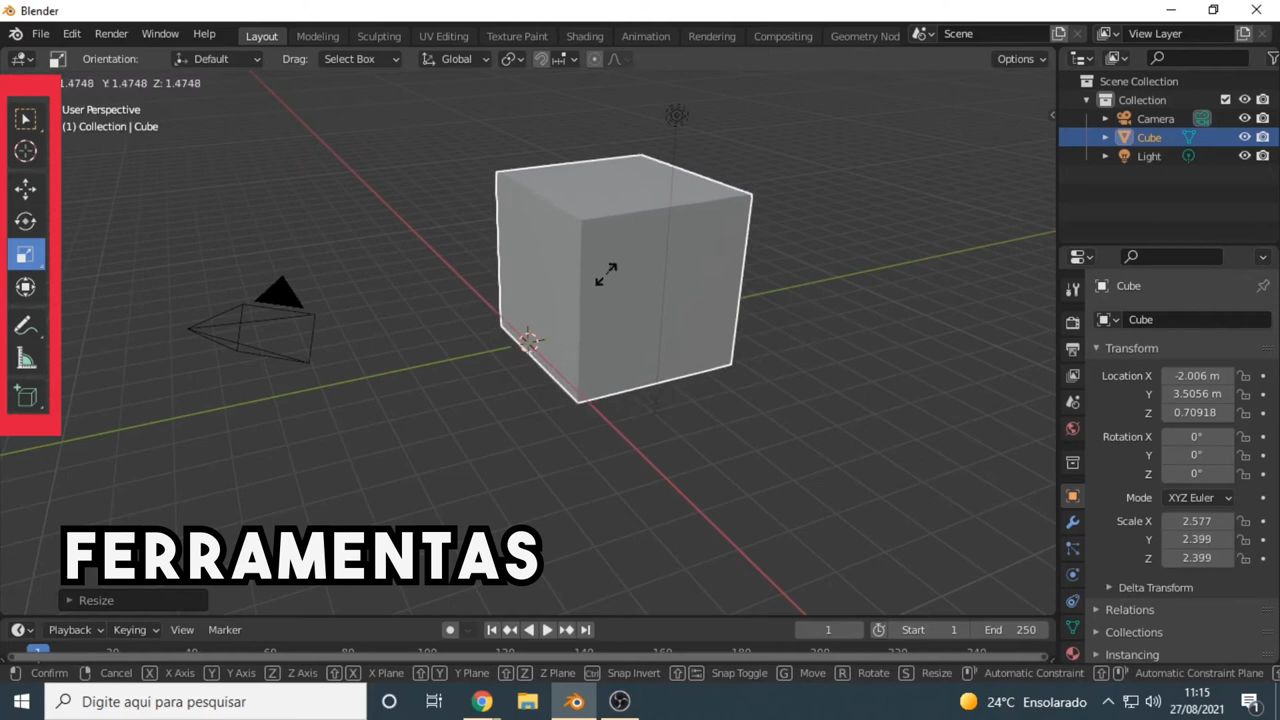 Blender
File Edit Render Window Help Layout Modeling Sculpting UV Editing Texture Paint Shading Animation Rendering Compositing Geometry Nod Scene View Layer
Orientation: Default Drag: Select Box Global Options
1.4748 Y: 1.4748 Z: 1.4748
User Perspective
(1) Collection | Cube
Scene Collection
Collection
Camera
Cube
Light
Cube
Cube
Transform
Location X -2.006 m
Y 3.5056 m
Z 0.70918
Rotation X 0°
Y 0°
Z 0°
Mode XYZ Euler
Scale X 2.577
Y 2.399
Z 2.399
Delta Transform
Relations
Collections
Instancing
FERRAMENTAS
Resize
Playback Keying View Marker 1 Start 1 End 250
Confirm Cancel X X Axis Y Y Axis Z Z Axis X X Plane Y Y Plane Z Z Plane Ctrl Snap Invert Snap Toggle G Move R Rotate S Resize Automatic Constraint Automatic Constraint Plane
Digite aqui para pesquisar 24°C Ensolarado 11:15
27/08/2021 1